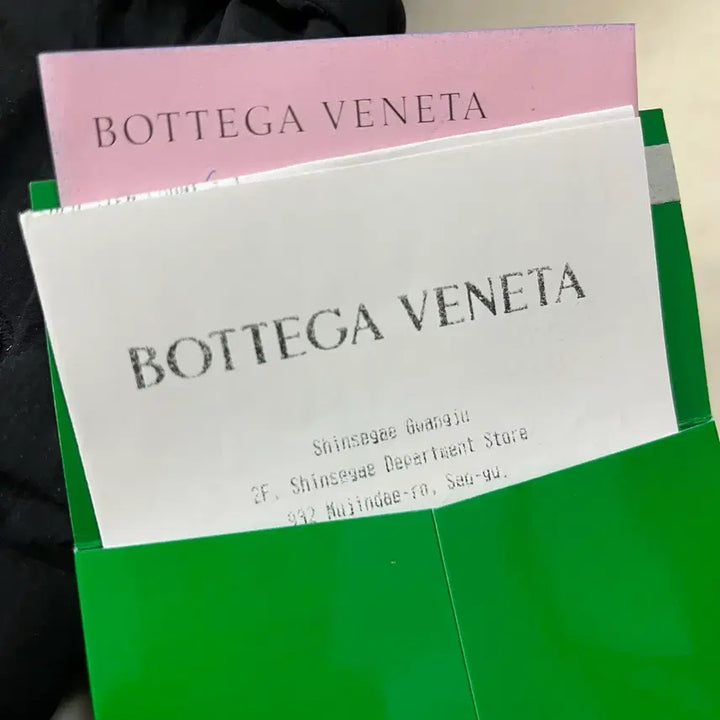 BOTTEGA VENETA
BOTTEGA VENETA
Shinsegae Gwangju
2F. Shinsegae Department Store
932 Mujindae-ro, Seo-gu.